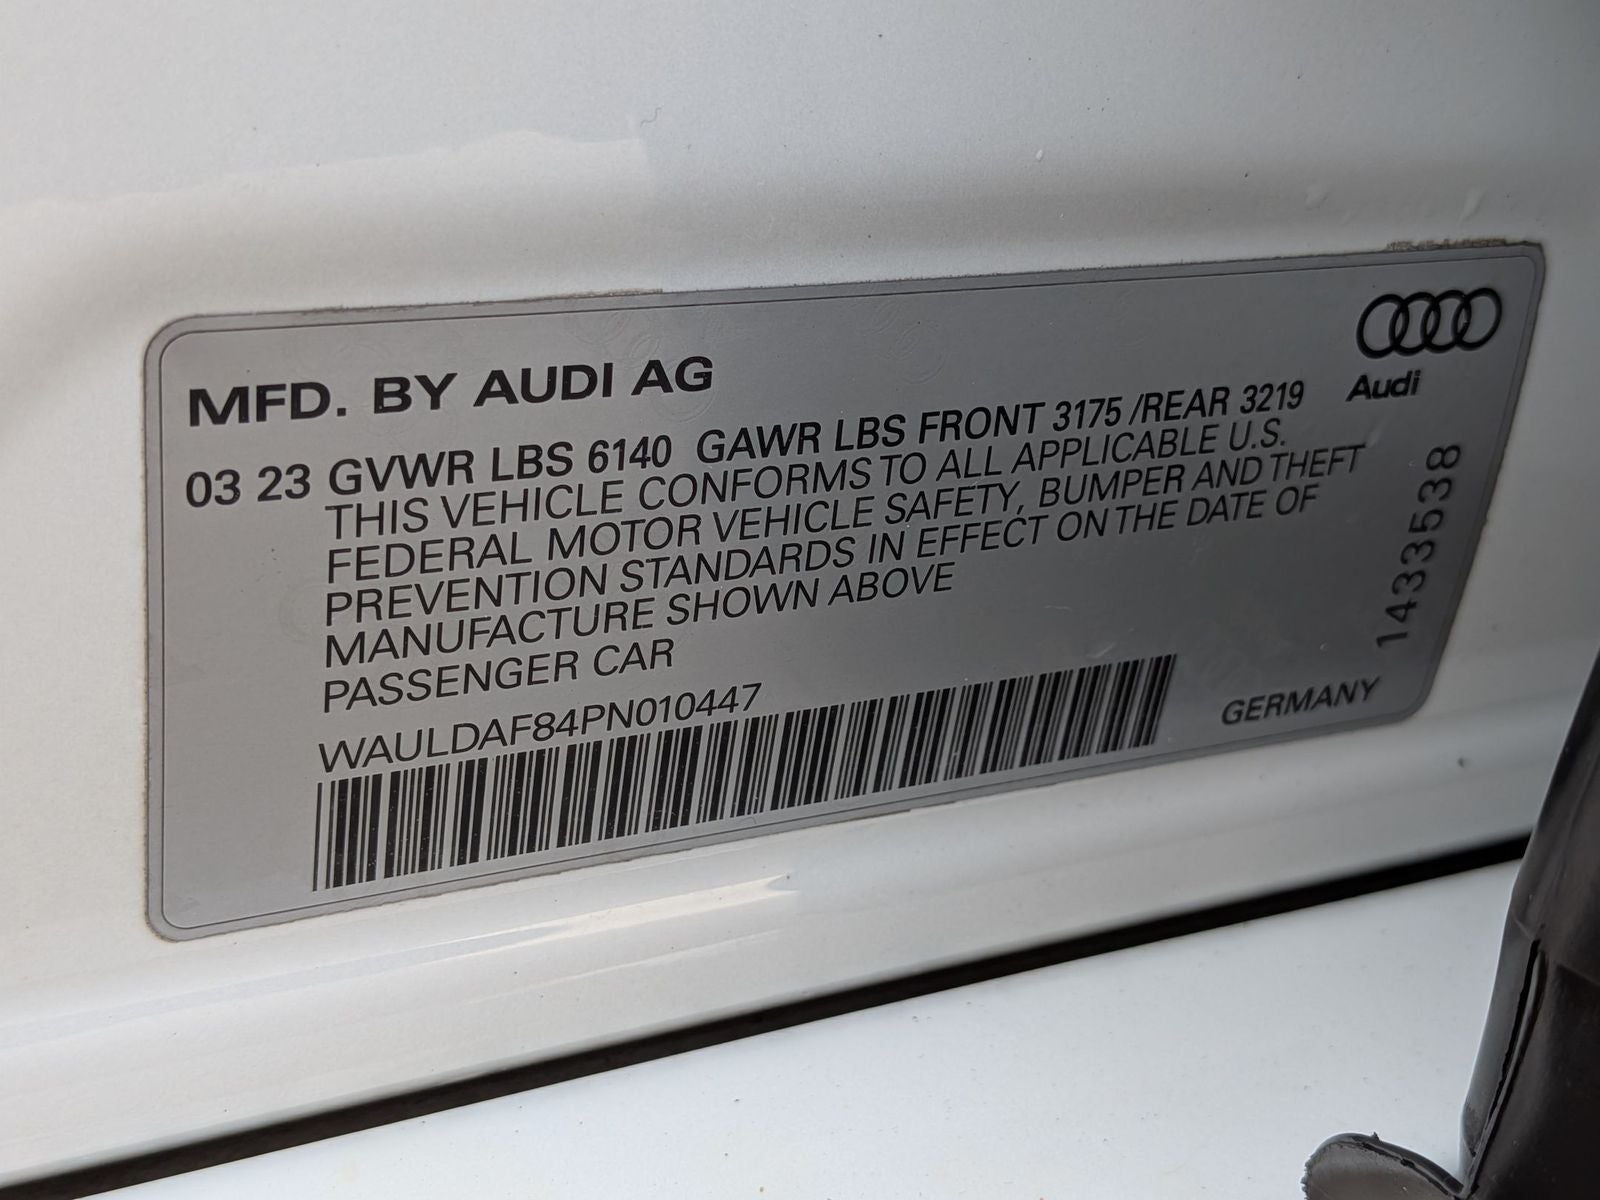 MFD. BY AUDI AG
Audi
03 23 GVWR LBS 6140 GAWR LBS FRONT 3175 /REAR 3219
THIS VEHICLE CONFORMS TO ALL APPLICABLE U.S.
FEDERAL MOTOR VEHICLE SAFETY, BUMPER AND THEFT
PREVENTION STANDARDS IN EFFECT ON THE DATE OF
MANUFACTURE SHOWN ABOVE
PASSENGER CAR
WAULDAF84PN010447
GERMANY
1433538